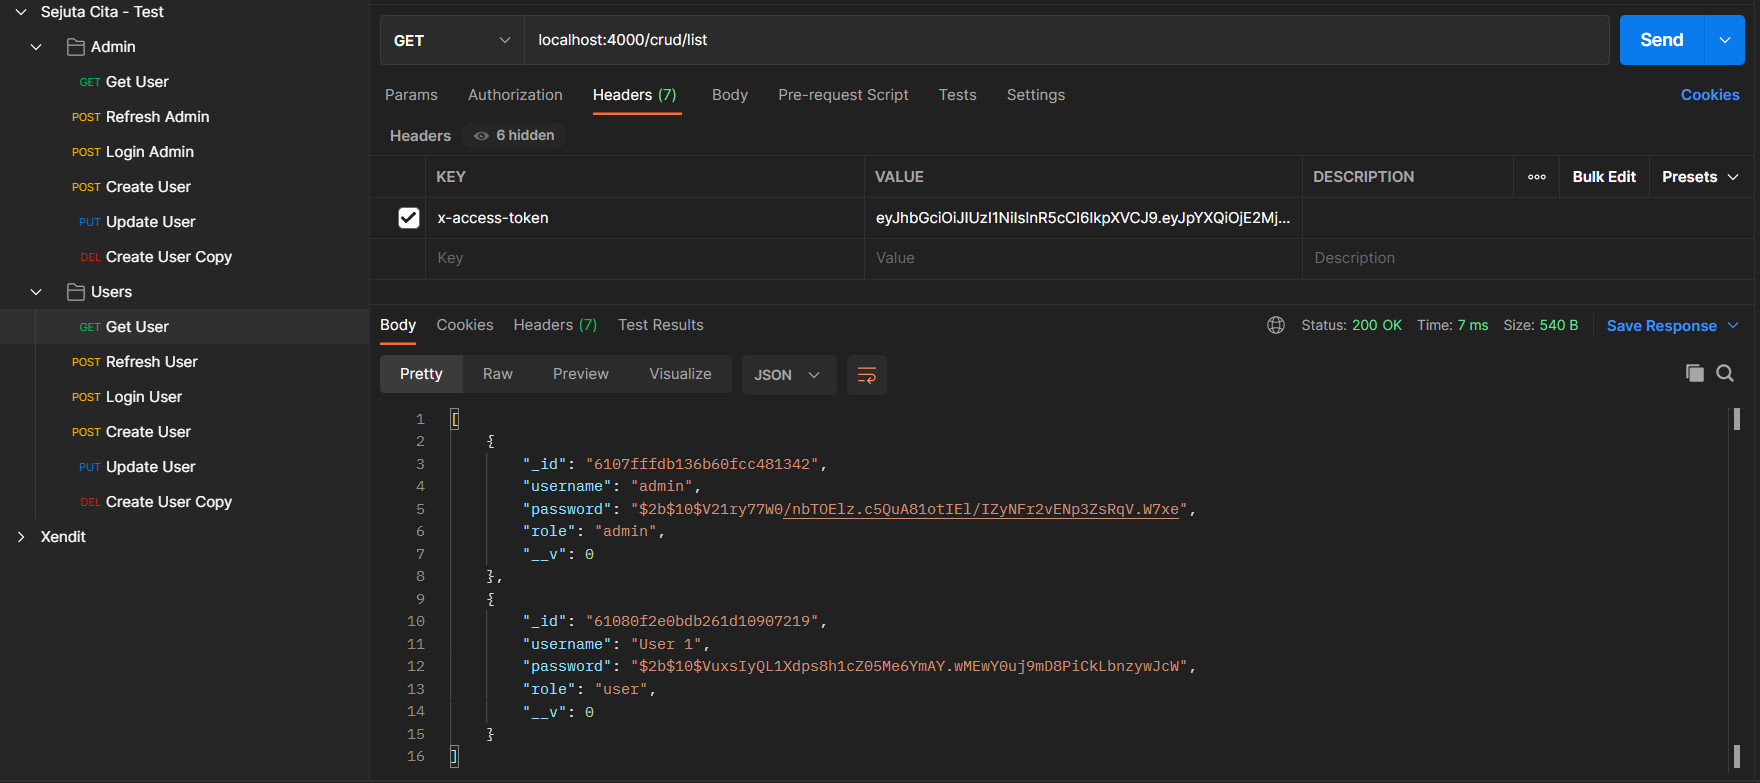 Sejuta Cita - Test
Admin
GET Get User
POST Refresh Admin
POST Login Admin
POST Create User
PUT Update User
DEL Create User Copy
Users
GET Get User
POST Refresh User
POST Login User
POST Create User
PUT Update User
DEL Create User Copy
Xendit
GET localhost:4000/crud/list Send
Params Authorization Headers (7) Body Pre-request Script Tests Settings Cookies
Headers 6 hidden
KEY VALUE DESCRIPTION Bulk Edit Presets
x-access-token eyJhbGciOiJIUzI1NiIsInR5cCI6IkpXVCJ9.eyJpYXQiOjE2Mj...
Key Value Description
Body Cookies Headers (7) Test Results Status: 200 OK Time: 7 ms Size: 540 B Save Response
Pretty Raw Preview Visualize JSON
1 [
2 {
3 "_id": "6107fffdb136b60fcc481342",
4 "username": "admin",
5 "password": "$2b$10$V21ry77W0/nbTOElz.c5QuA81otIEl/IZyNFr2vENp3ZsRqV.W7xe",
6 "role": "admin",
7 "__v": 0
8 },
9 {
10 "_id": "61080f2e0bdb261d10907219",
11 "username": "User 1",
12 "password": "$2b$10$VuxsIyQL1Xdps8h1cZ05Me6YmAY.wMEwY0uj9mD8PiCkLbnzywJcW",
13 "role": "user",
14 "__v": 0
15 }
16 ]